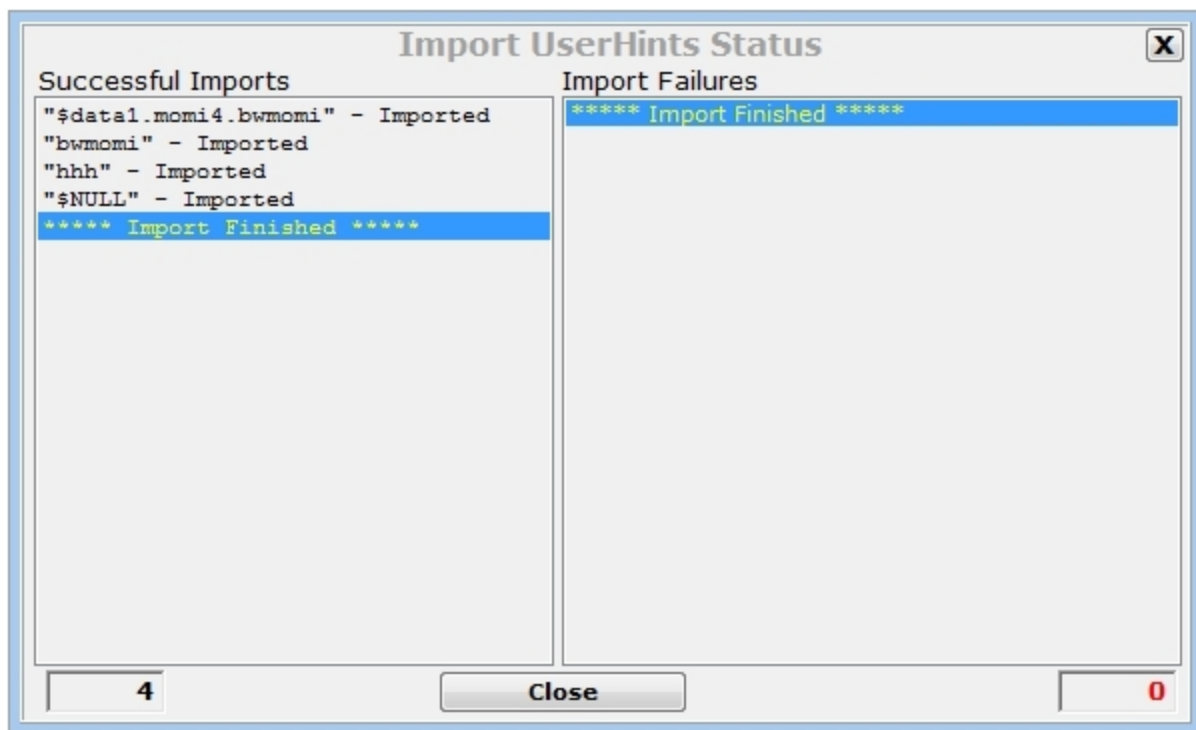 Import UserHints Status
X
Successful Imports
Import Failures
"$data1.momi4.bwmomi" - Imported
"bwmomi" - Imported
"hhh" - Imported
"$NULL" - Imported
***** Import Finished *****
***** Import Finished *****
4
Close
0